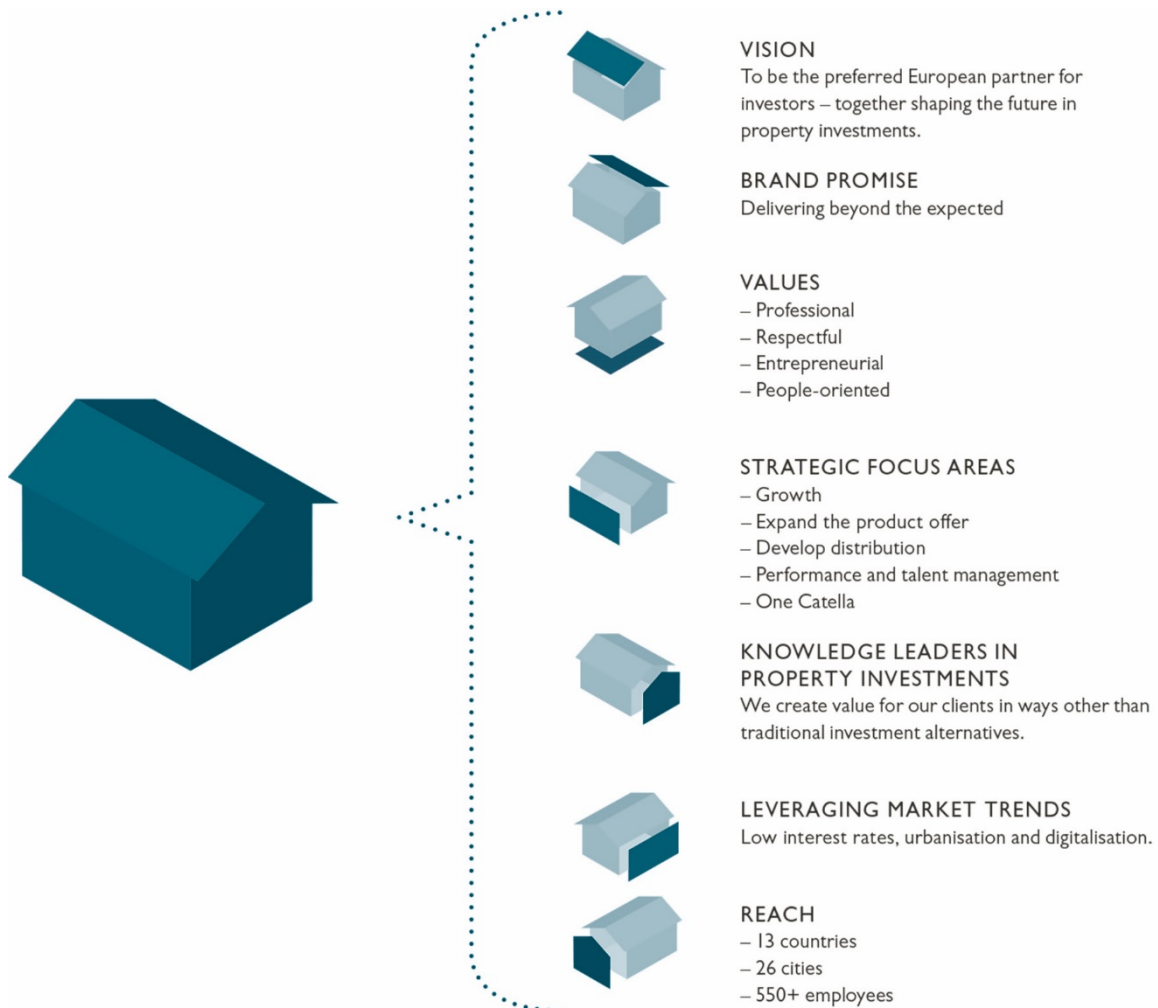 VISION
To be the preferred European partner for
investors – together shaping the future in
property investments.
BRAND PROMISE
Delivering beyond the expected
VALUES
– Professional
– Respectful
– Entrepreneurial
– People-oriented
STRATEGIC FOCUS AREAS
– Growth
– Expand the product offer
– Develop distribution
– Performance and talent management
– One Catella
KNOWLEDGE LEADERS IN
PROPERTY INVESTMENTS
We create value for our clients in ways other than
traditional investment alternatives.
LEVERAGING MARKET TRENDS
Low interest rates, urbanisation and digitalisation.
REACH
– 13 countries
– 26 cities
– 550+ employees